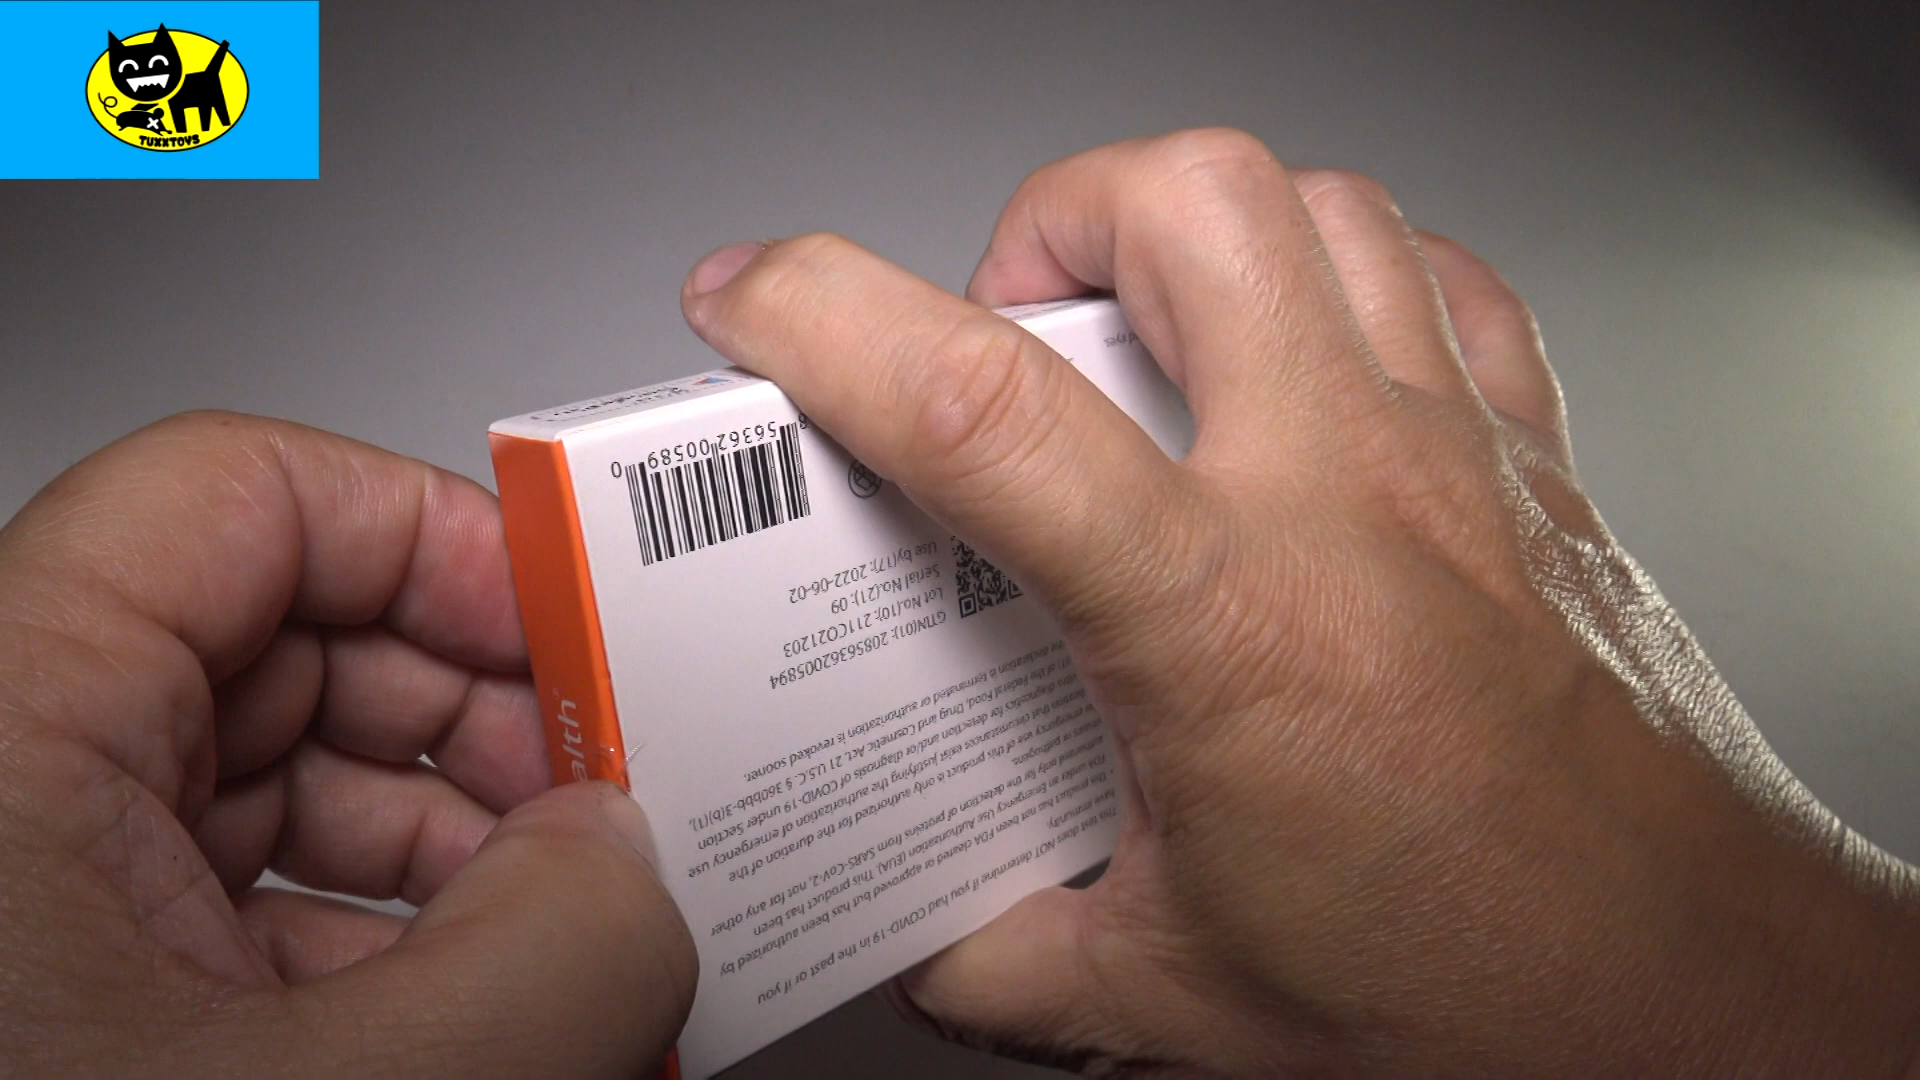 TUXXTOYS
This test does NOT determine if you had COVID-19 in the past or if you
have immunity.
• This product has not been FDA cleared or approved but has been authorized by
FDA under an Emergency Use Authorization (EUA). This product has been
authorized only for the detection of proteins from SARS-CoV-2, not for any other
viruses or pathogens.
emergency use of this product is only authorized for the duration of the
that circumstances exist justifying the authorization of emergency use
vitro diagnostics for detection and/or diagnosis of COVID-19 under Section
of the Federal Food, Drug and Cosmetic Act, 21 U.S.C. § 360bbb-3(b)(1),
the declaration is terminated or authorization is revoked sooner.
GTIN(01): 20856362005894
Lot No.(10): 211CO21203
Serial No.(21): 09
Use by(17): 2022-06-02
8 56362 00589 0
alth®
d eyes.